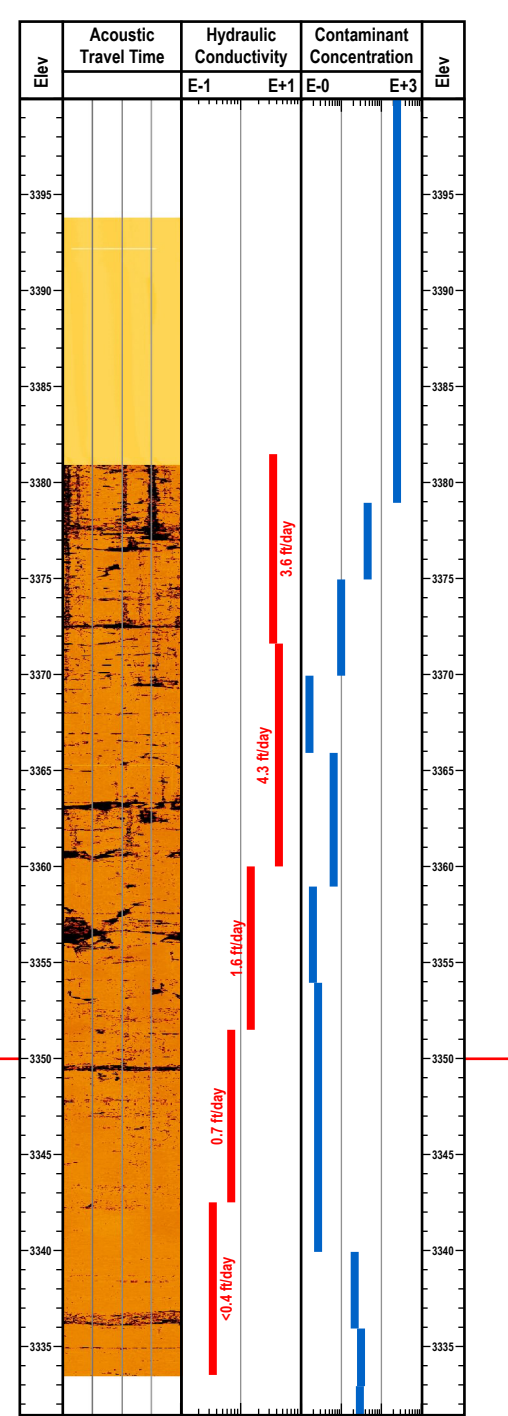 Elev
Acoustic
Travel Time
Hydraulic
Conductivity
Contaminant
Concentration
Elev
E-1 E+1
E-0 E+3
3395 3395
3390 3390
3385 3385
3380 3380
3.6 ft/day
3375 3375
3370 3370
4.3 ft/day
3365 3365
3360 3360
1.6 ft/day
3355 3355
3350 3350
0.7 ft/day
3345 3345
3340 3340
<0.4 ft/day
3335 3335